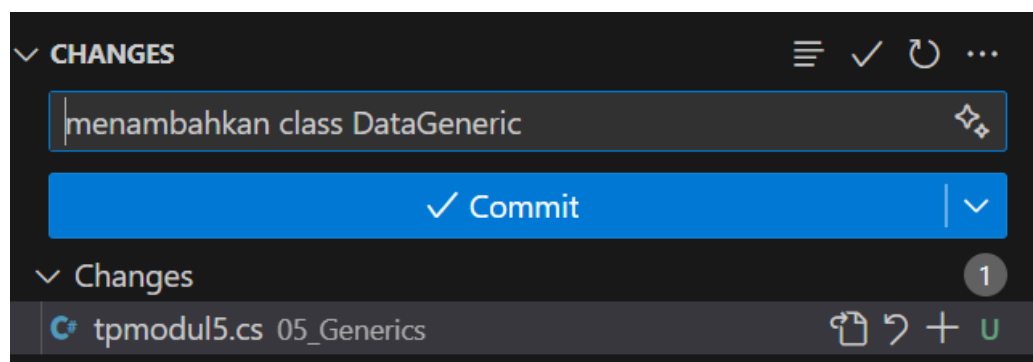 CHANGES
menambahkan class DataGeneric
Commit
Changes 1
C# tpmodul5.cs 05_Generics U